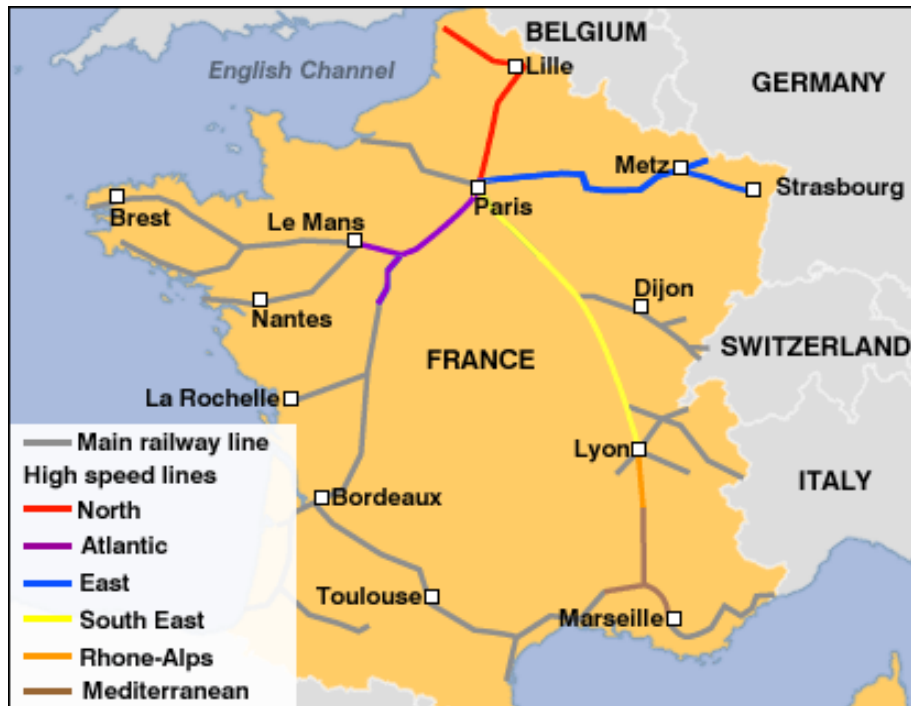 BELGIUM
English Channel
Lille
GERMANY
Metz
Strasbourg
Paris
Brest
Le Mans
Dijon
Nantes
SWITZERLAND
FRANCE
La Rochelle
Main railway line
Lyon
High speed lines
ITALY
Bordeaux
North
Atlantic
East
Toulouse
South East
Marseille
Rhone-Alps
Mediterranean